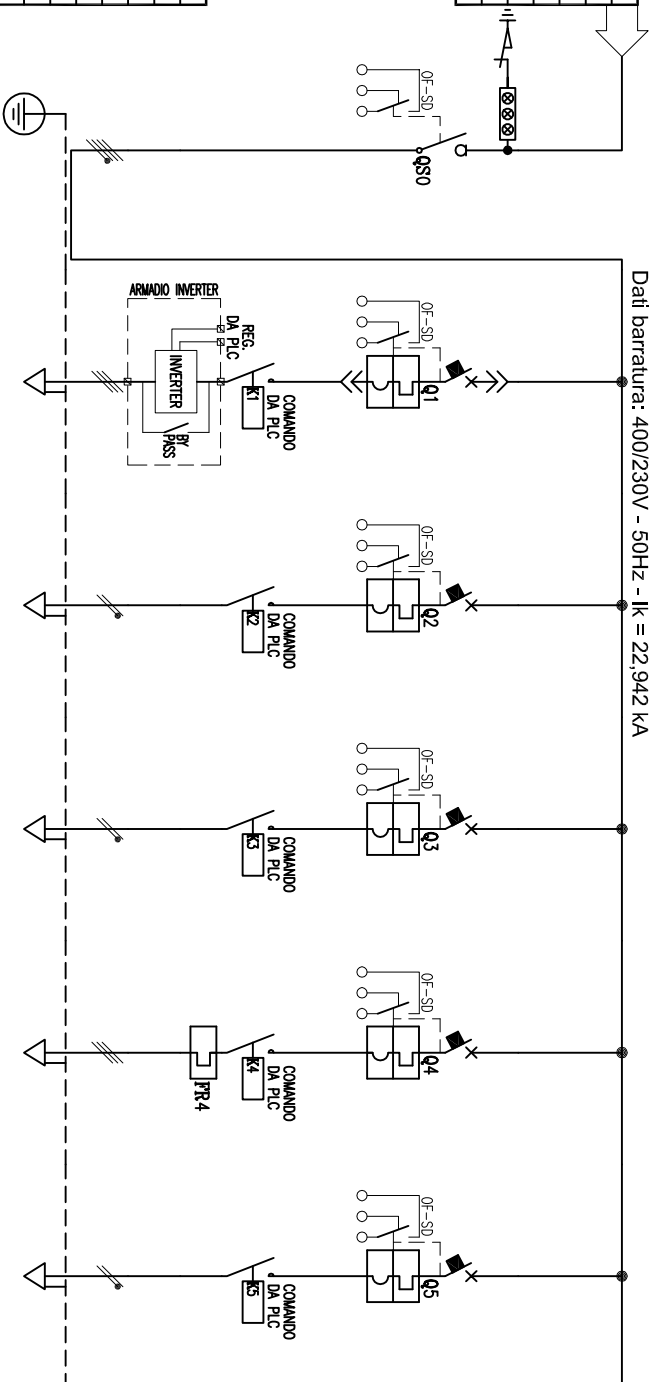 Dati barratura: 400/230V - 50Hz - Ik = 22,942 kA
OF-SD
QS0
OF-SD
Q1
COMANDO
DA PLC
K1
ARMADIO INVERTER
REG.
DA PLC
INVERTER
BY
PASS
OF-SD
Q2
COMANDO
DA PLC
K2
OF-SD
Q3
COMANDO
DA PLC
K3
OF-SD
Q4
COMANDO
DA PLC
K4
FR4
OF-SD
Q5
COMANDO
DA PLC
K5